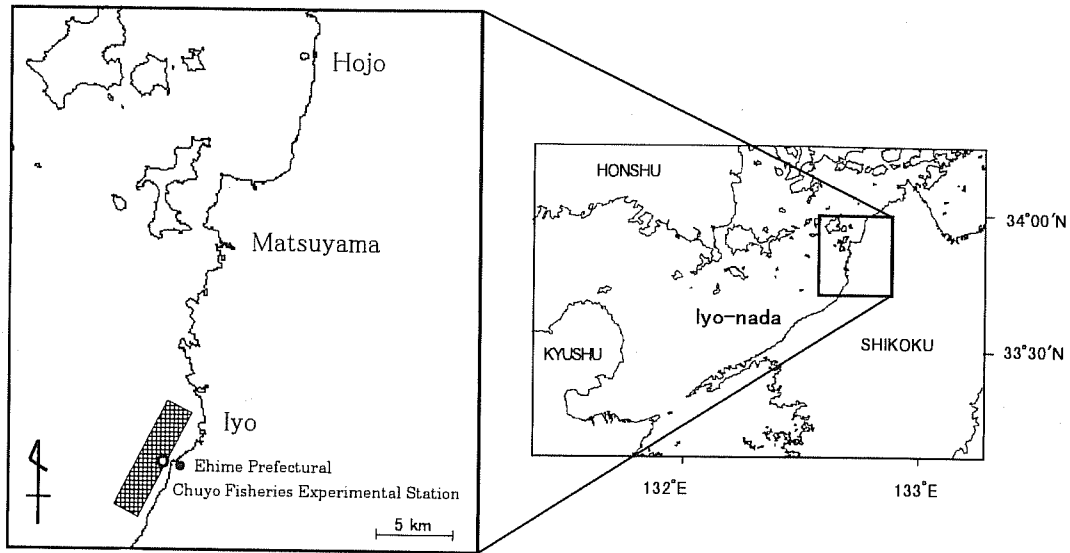 Hojo
Matsuyama
Iyo
Ehime Prefectural
Chuyo Fisheries Experimental Station
5 km
HONSHU
34°00′N
Iyo-nada
KYUSHU
SHIKOKU
33°30′N
132°E
133°E